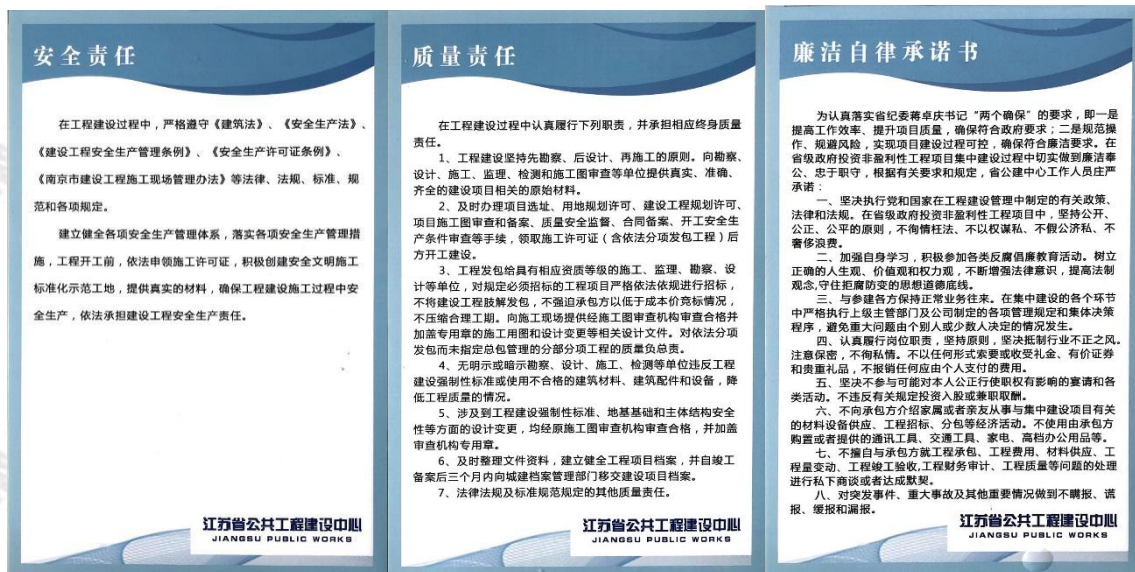 安全责任
在工程建设过程中，严格遵守《建筑法》、《安全生产法》、
《建设工程安全生产管理条例》、《安全生产许可证条例》、
《南京市建设工程施工现场管理办法》等法律、法规、标准、规
范和各项规定。
建立健全各项安全生产管理体系，落实各项安全生产管理措
施，工程开工前，依法申领施工许可证，积极创建安全文明施工
标准化示范工地，提供真实的材料，确保工程建设施工过程中安
全生产，依法承担建设工程安全生产责任。
江苏省公共工程建设中心
JIANGSU PUBLIC WORKS
质量责任
在工程建设过程中认真履行下列职责，并承担相应终身质量
责任。
1、工程建设坚持先勘察、后设计、再施工的原则。向勘察、
设计、施工、监理、检测和施工图审查等单位提供真实、准确、
齐全的建设项目相关的原始材料。
2、及时办理项目选址、用地规划许可、建设工程规划许可、
项目施工图审查和备案、质量安全监督、合同备案、开工安全生
产条件审查等手续，领取施工许可证（含依法分项发包工程）后
方开工建设。
3、工程发包给具有相应资质等级的施工、监理、勘察、设
计等单位，对规定必须招标的工程项目严格依法依规进行招标，
不将建设工程肢解发包，不强迫承包方以低于成本价竞标情况，
不压缩合理工期。向施工现场提供经施工图审查机构审查合格并
加盖专用章的施工用图和设计变更等相关设计文件。对依法分项
发包而未指定总包管理的分部分项工程的质量负总责。
4、无明示或暗示勘察、设计、施工、检测等单位违反工程
建设强制性标准或使用不合格的建筑材料、建筑配件和设备，降
低工程质量的情况。
5、涉及到工程建设强制性标准、地基基础和主体结构安全
性等方面的设计变更，均经原施工图审查机构审查合格，并加盖
审查机构专用章。
6、及时整理文件资料，建立健全工程项目档案，并自竣工
备案后三个月内向城建档案管理部门移交建设项目档案。
7、法律法规及标准规范规定的其他质量责任。
江苏省公共工程建设中心
JIANGSU PUBLIC WORKS
廉洁自律承诺书
为认真落实省纪委蒋卓庆书记“两个确保”的要求，即一是
提高工作效率、提升项目质量，确保符合政府要求；二是规范操
作、规避风险，实现项目建设过程可控，确保符合廉洁要求。在
省级政府投资非盈利性工程项目集中建设过程中切实做到廉洁奉
公、忠于职守，根据有关要求和规定，省公建中心工作人员庄严
承诺：
一、坚决执行党和国家在工程建设管理中制定的有关政策、
法律和法规。在省级政府投资非盈利性工程项目中，坚持公开、
公正、公平的原则，不徇情枉法、不以权谋私、不假公济私、不
奢侈浪费。
二、加强自身学习，积极参加各类反腐倡廉教育活动。树立
正确的人生观、价值观和权力观，不断增强法律意识，提高法制
观念,守住拒腐防变的思想道德底线。
三、与参建各方保持正常业务往来。在集中建设的各个环节
中严格执行上级主管部门及公司制定的各项管理规定和集体决策
程序，避免重大问题由个别人或少数人决定的情况发生。
四、认真履行岗位职责，坚持原则，坚决抵制行业不正之风。
注意保密，不徇私情。不以任何形式索要或收受礼金、有价证券
和贵重礼品，不报销任何应由个人支付的费用。
五、坚决不参与可能对本人公正行使职权有影响的宴请和各
类活动。不违反有关规定投资入股或兼职取酬。
六、不向承包方介绍家属或者亲友从事与集中建设项目有关
的材料设备供应、工程招标、分包等经济活动。不使用由承包方
购置或者提供的通讯工具、交通工具、家电、高档办公用品等。
七、不擅自与承包方就工程承包、工程费用、材料供应、工
程量变动、工程竣工验收,工程财务审计、工程质量等问题的处理
进行私下商谈或者达成默契。
八、对突发事件、重大事故及其他重要情况做到不瞒报、谎
报、缓报和漏报。
江苏省公共工程建设中心
JIANGSU PUBLIC WORKS